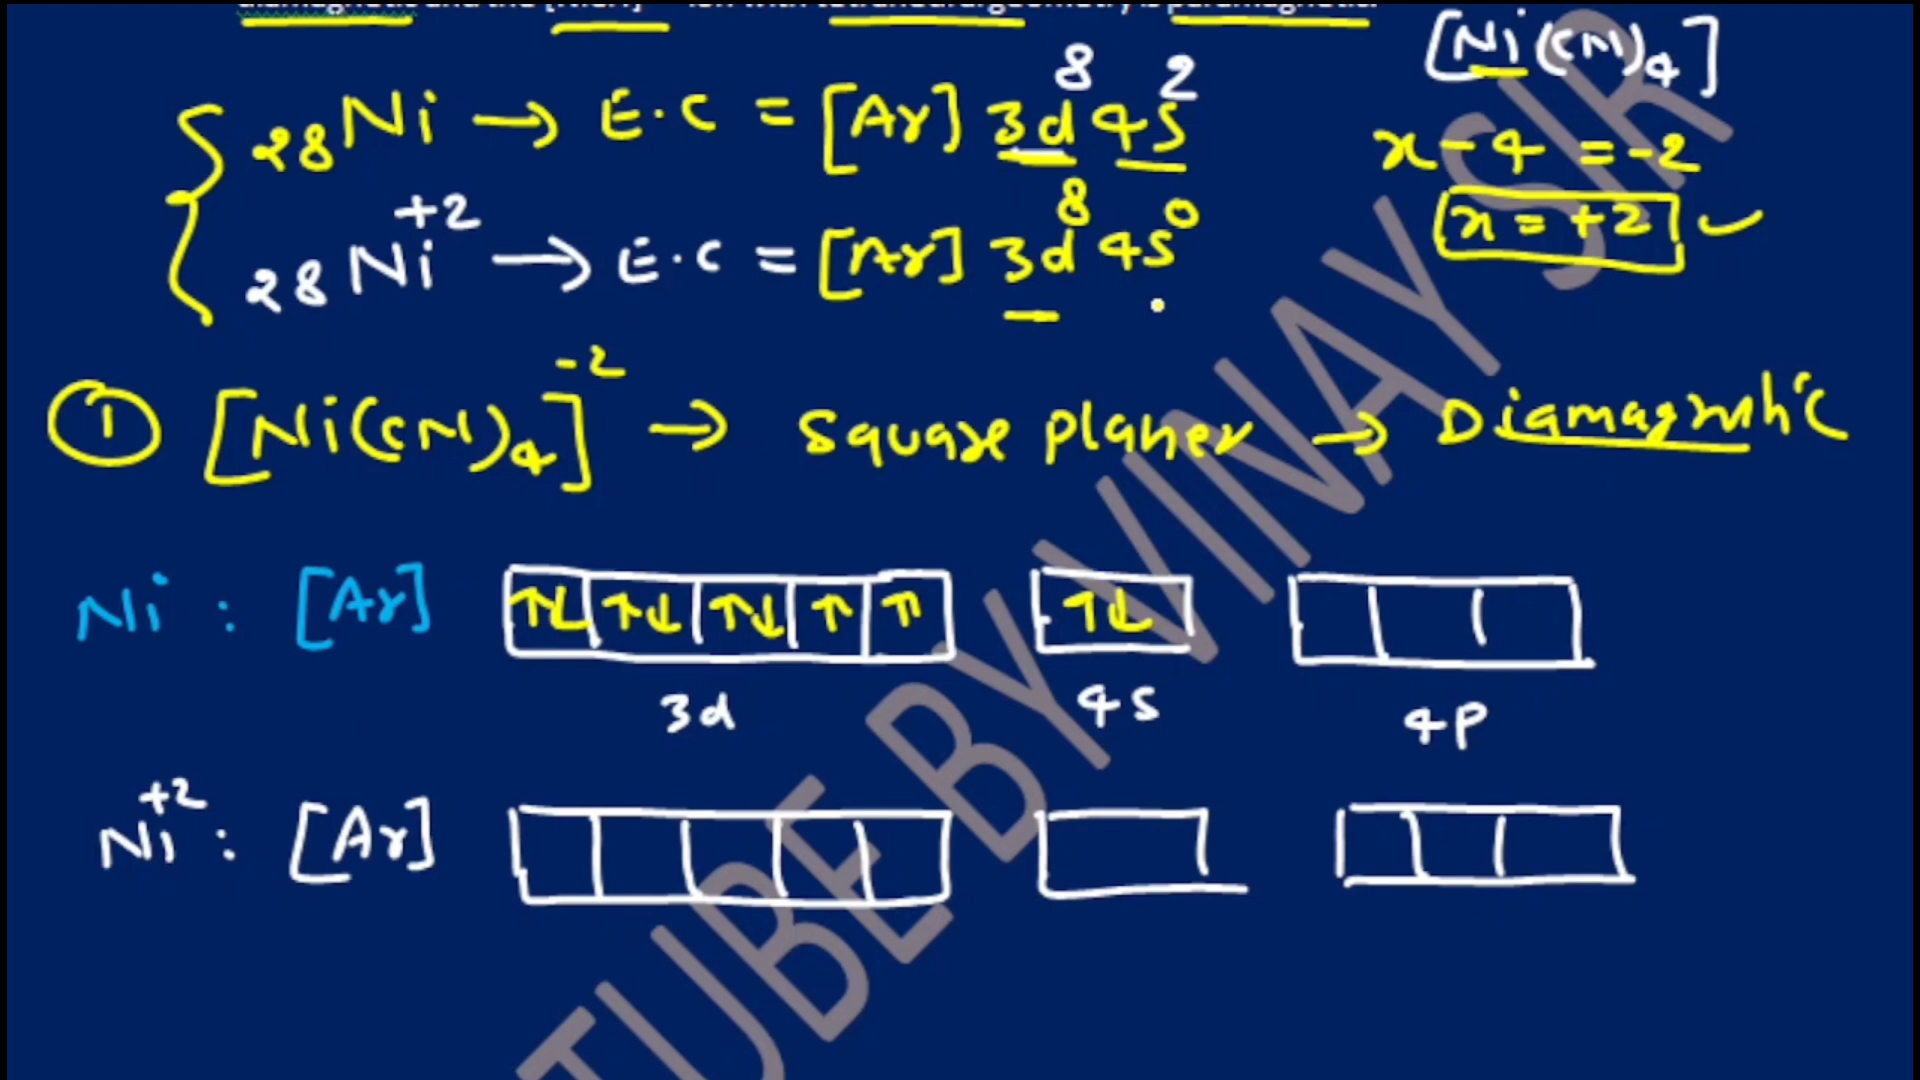 [Ni(CN)4]
28Ni → E.C = [Ar] 3d8 4s2
x - 4 = -2
x = +2 ✓
28Ni+2 → E.C = [Ar] 3d8 4s0
① [Ni(CN)4]-2 → Square planer → Diamagnetic
Ni : [Ar] ↑↓ ↑↓ ↑↓ ↑ ↑ ↑↓
3d 4s 4p
Ni+2 : [Ar]
TUBE BY VINAY SIR